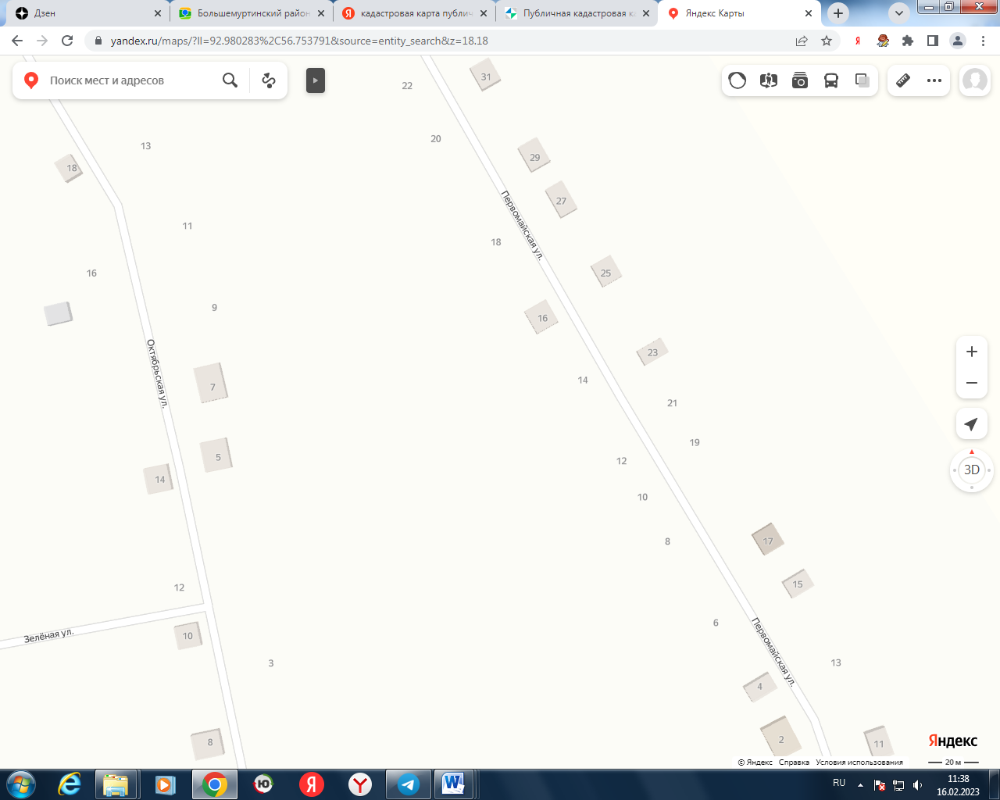 Дзен
Большемуртинский район
кадастровая карта публич
Публичная кадастровая ка
Яндекс Карты
yandex.ru/maps/?ll=92.980283%2C56.753791&source=entity_search&z=18.18
Я
Поиск мест и адресов
22
31
20
13
18
29
27
11
18
Первомайская ул.
16
25
9
16
23
Октябрьская ул.
7
14
21
19
5
12
14
10
8
17
12
15
6
Зелёная ул.
10
3
Первомайская ул.
13
4
8
2
11
3D
Яндекс
© Яндекс Справка Условия использования
20 м
RU
11:38
16.02.2023